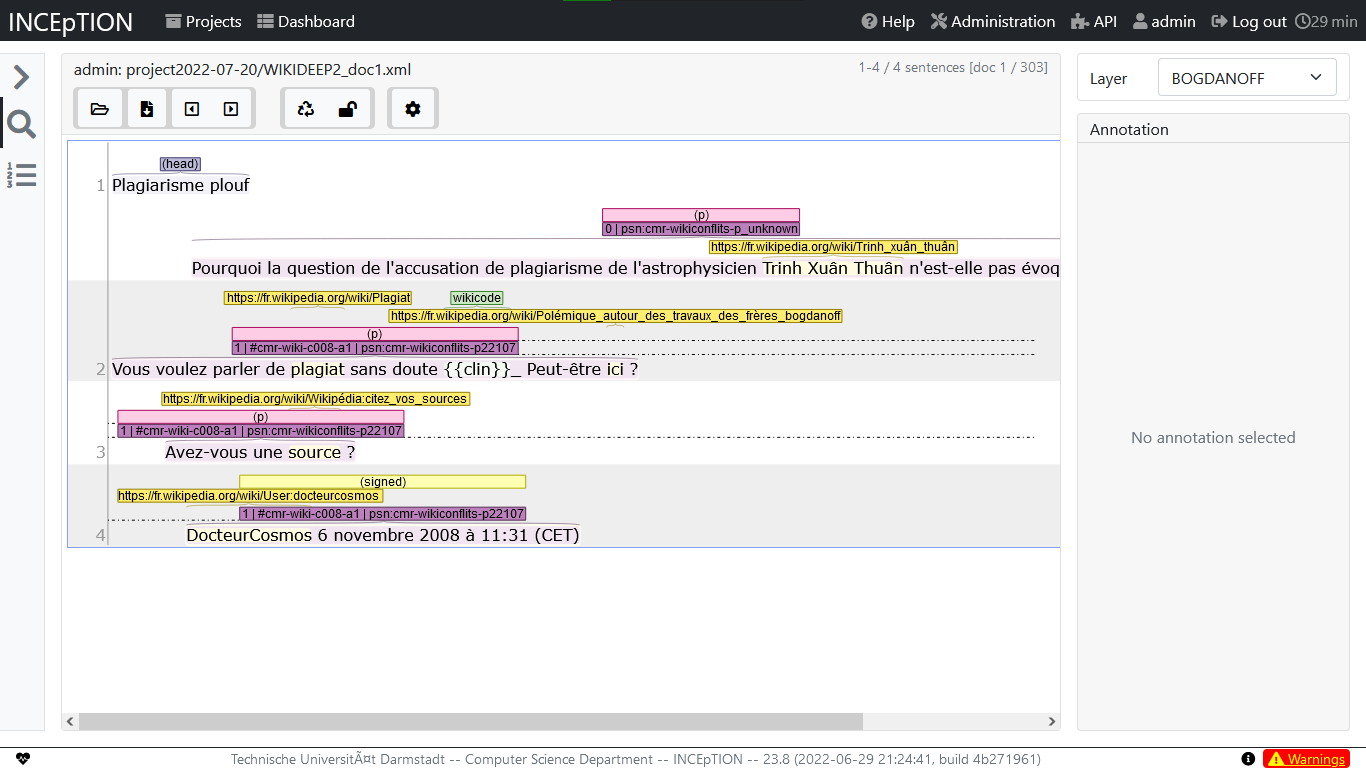 INCEpTION Projects Dashboard Help Administration API admin Log out 29 min
admin: project2022-07-20/WIKIDEEP2_doc1.xml 1-4 / 4 sentences [doc 1 / 303]
Layer BOGDANOFF
Annotation
(head)
1 Plagiarisme plouf
(p)
0 | psn:cmr-wikiconflits-p_unknown
https://fr.wikipedia.org/wiki/Trinh_xuân_thuân
Pourquoi la question de l'accusation de plagiarisme de l'astrophysicien Trinh Xuân Thuân n'est-elle pas évoq
https://fr.wikipedia.org/wiki/Plagiat wikicode
https://fr.wikipedia.org/wiki/Polémique_autour_des_travaux_des_frères_bogdanoff
(p)
1 | #cmr-wiki-c008-a1 | psn:cmr-wikiconflits-p22107
2 Vous voulez parler de plagiat sans doute {{clin}}_ Peut-être ici ?
https://fr.wikipedia.org/wiki/Wikipédia:citez_vos_sources
(p)
1 | #cmr-wiki-c008-a1 | psn:cmr-wikiconflits-p22107
No annotation selected
3 Avez-vous une source ?
(signed)
https://fr.wikipedia.org/wiki/User:docteurcosmos
1 | #cmr-wiki-c008-a1 | psn:cmr-wikiconflits-p22107
4 DocteurCosmos 6 novembre 2008 à 11:31 (CET)
Technische UniversitÃ¤t Darmstadt -- Computer Science Department -- INCEpTION -- 23.8 (2022-06-29 21:24:41, build 4b271961) Warnings